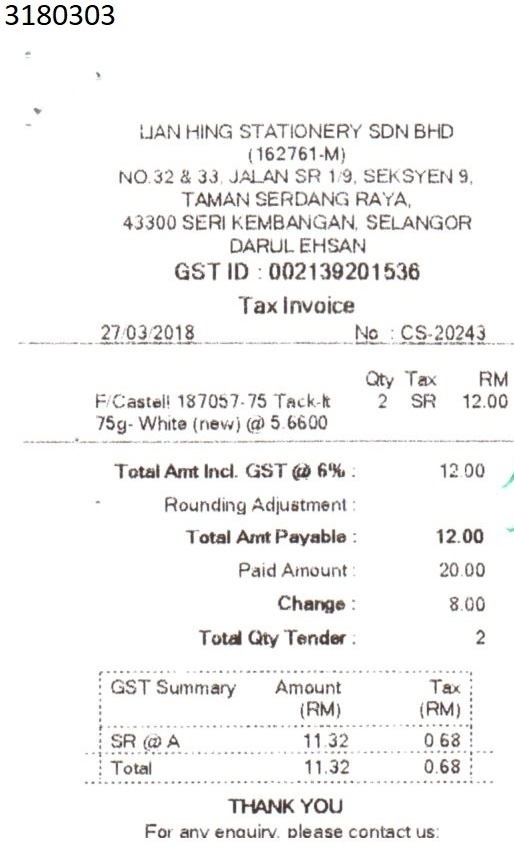 3180303
LIAN HING STATIONERY SDN BHD
(162761-M)
NO.32 & 33, JALAN SR 1/9, SEKSYEN 9,
TAMAN SERDANG RAYA,
43300 SERI KEMBANGAN, SELANGOR
DARUL EHSAN
GST ID : 002139201536
Tax Invoice
27/03/2018 No : CS-20243
Qty Tax RM
F/Castell 187057-75 Tack-It 2 SR 12.00
75g- White (new) @ 5.6600
Total Amt Incl. GST @ 6% : 12.00
Rounding Adjustment :
Total Amt Payable : 12.00
Paid Amount : 20.00
Change : 8.00
Total Qty Tender : 2
GST Summary Amount Tax
(RM) (RM)
SR @ A 11.32 0.68
Total 11.32 0.68
THANK YOU
For any enquiry, please contact us: